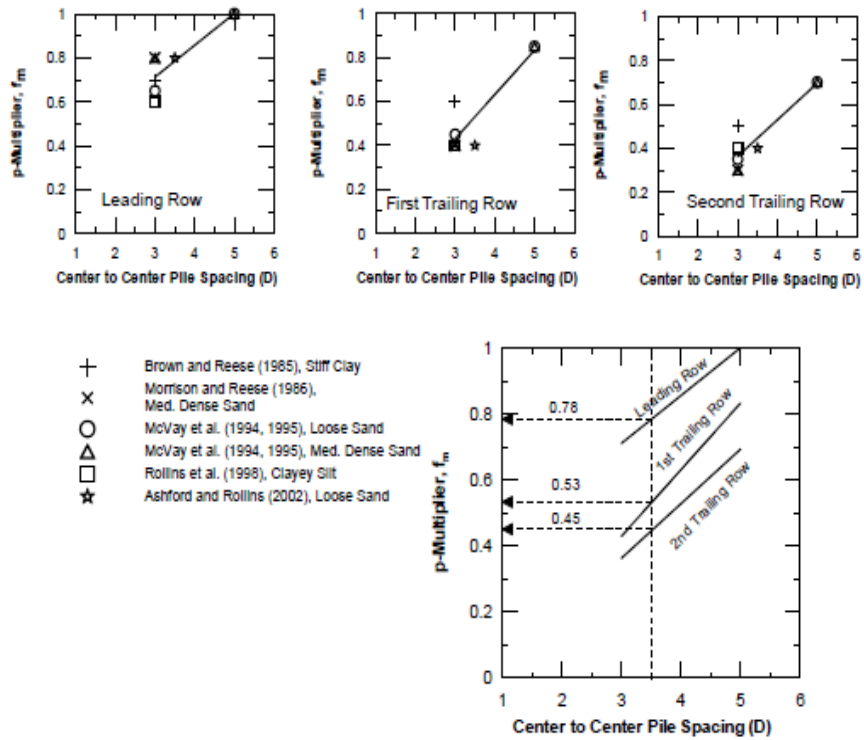 p-Multiplier, fm
1
0.8
0.6
0.4
0.2
0
Leading Row
1 2 3 4 5 6
Center to Center Pile Spacing (D)
p-Multiplier, fm
1
0.8
0.6
0.4
0.2
0
First Trailing Row
1 2 3 4 5 6
Center to Center Pile Spacing (D)
p-Multiplier, fm
1
0.8
0.6
0.4
0.2
0
Second Trailing Row
1 2 3 4 5 6
Center to Center Pile Spacing (D)
Brown and Reese (1985), Stiff Clay
Morrison and Reese (1986),
Med. Dense Sand
McVay et al. (1994, 1995), Loose Sand
McVay et al. (1994, 1995), Med. Dense Sand
Rollins et al. (1998), Clayey Silt
Ashford and Rollins (2002), Loose Sand
p-Multiplier, fm
1
0.8
0.6
0.4
0.2
0
0.78
0.53
0.45
Leading Row
1st Trailing Row
2nd Trailing Row
1 2 3 4 5 6
Center to Center Pile Spacing (D)